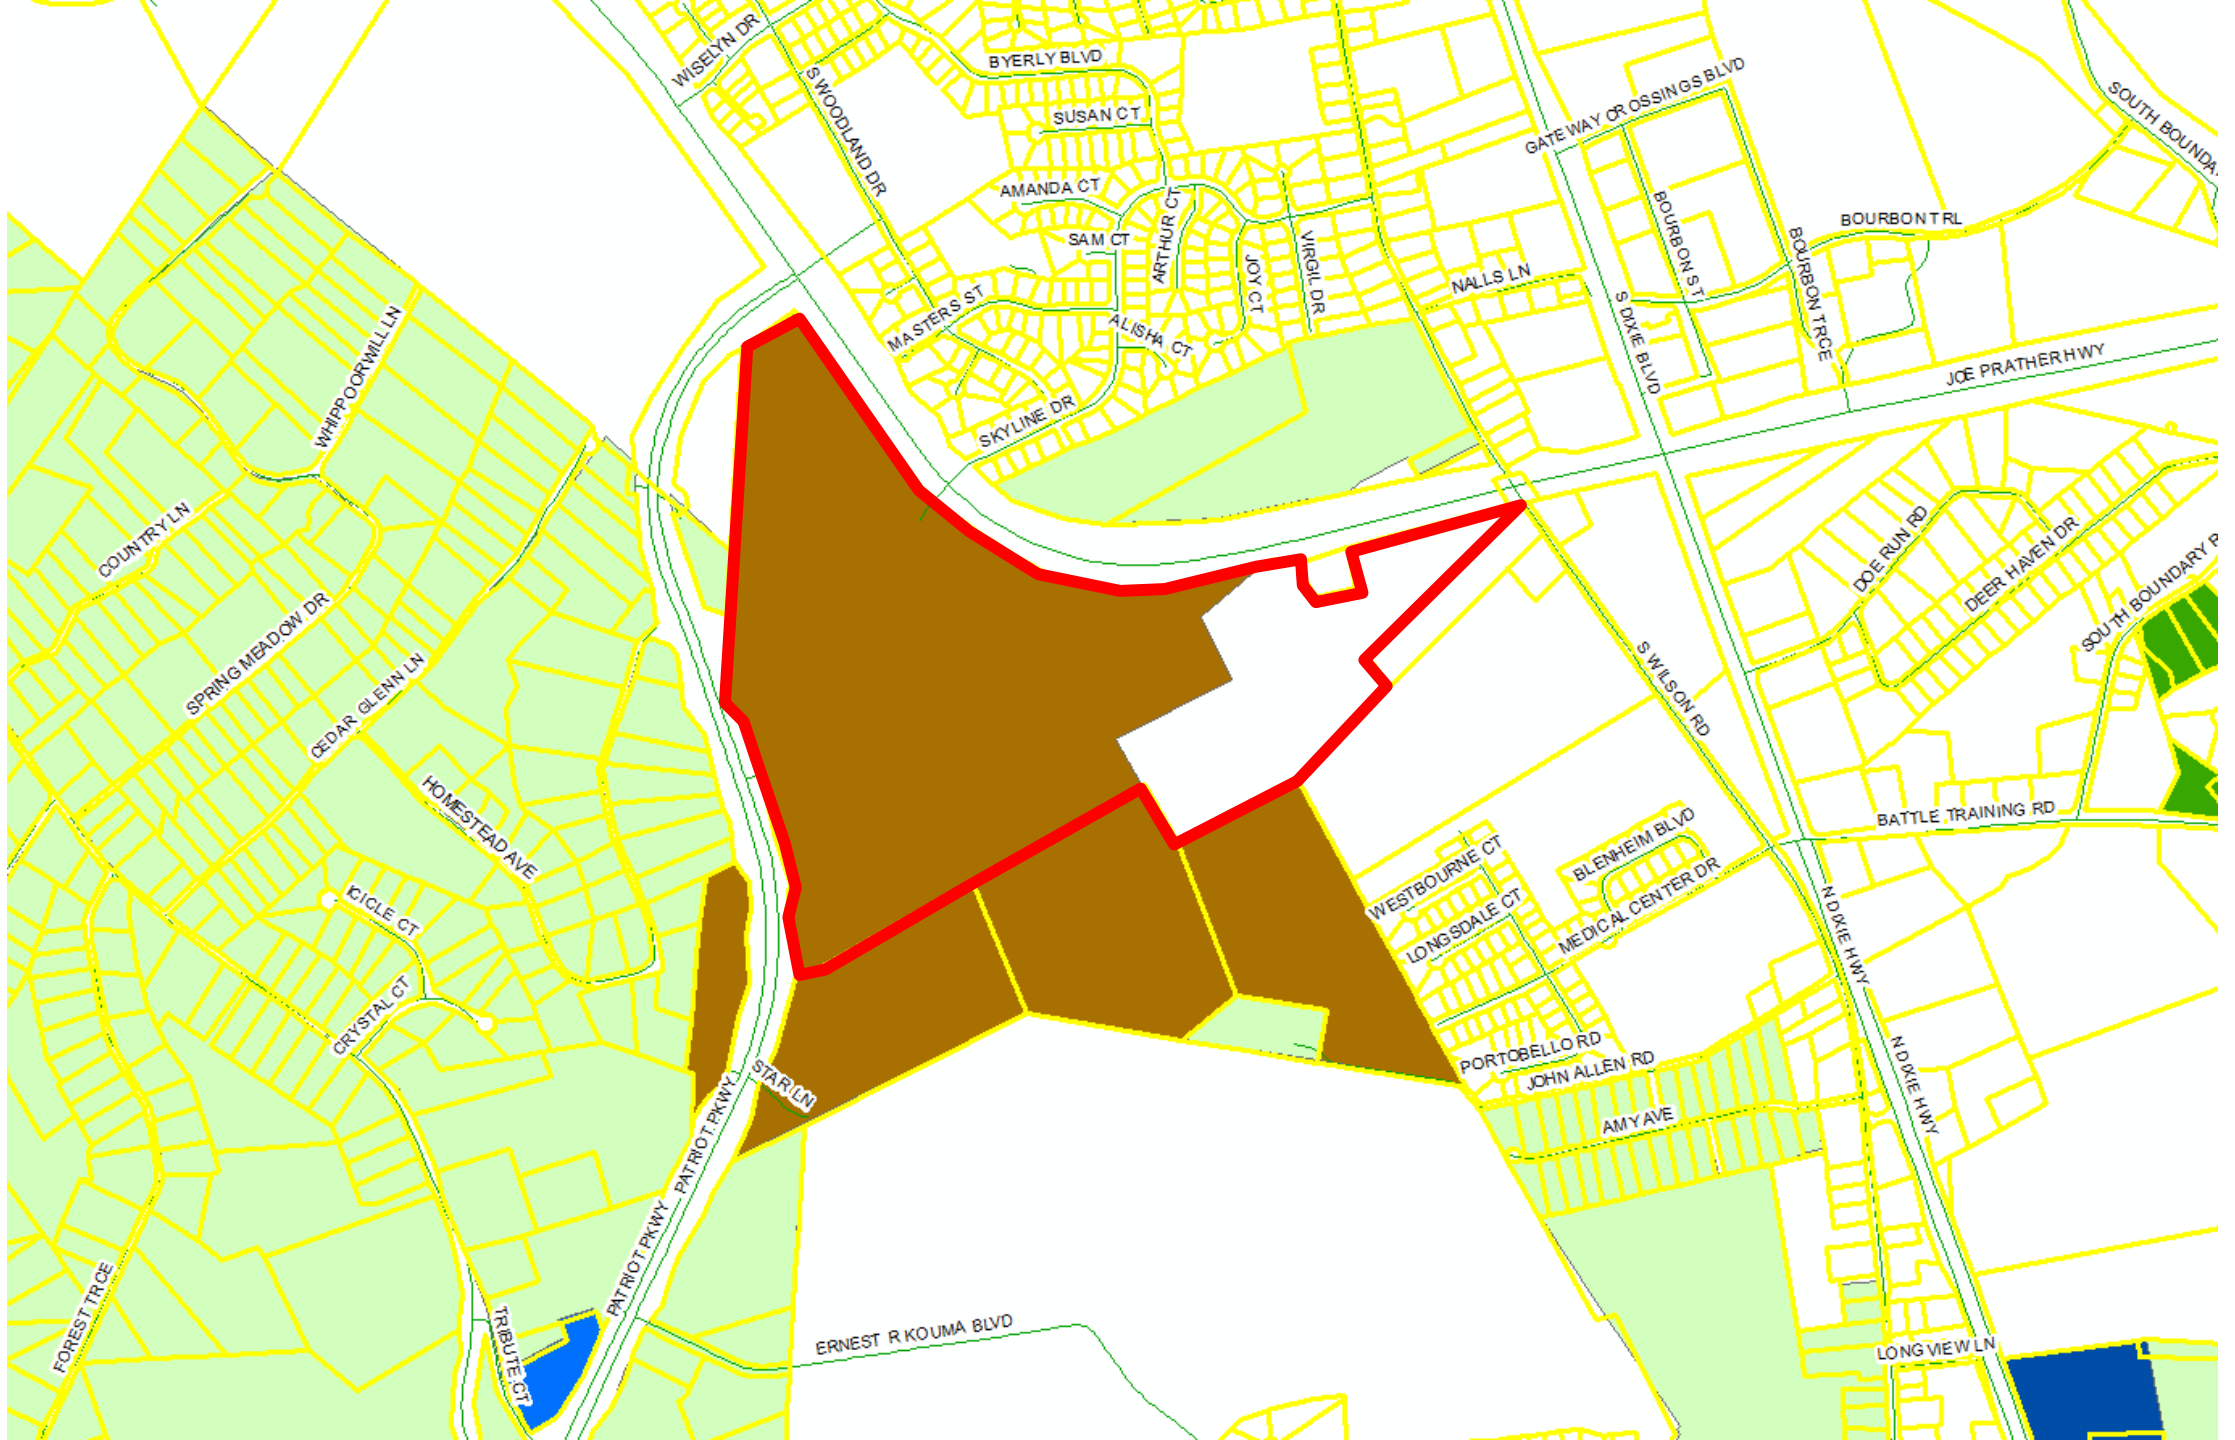 WISELYN DR
BYERLY BLVD
S WOODLAND DR
SUSAN CT
GATEWAY CROSSINGS BLVD
AMANDA CT
ARTHUR CT
SAM CT
VIRGIL DR
JOY CT
BOURBON ST
BOURBON TRL
BOURBON TRCE
NALLS LN
S DIXIE BLVD
MASTERS ST
ALISHA CT
WHIPPOORWILL LN
JOE PRATHER HWY
SKYLINE DR
COUNTRY LN
DOE RUN RD
DEER HAVEN DR
SOUTH BOUNDARY R
SPRING MEADOW DR
CEDAR GLENN LN
S WILSON RD
HOMESTEAD AVE
BATTLE TRAINING RD
BLENHEIM BLVD
WESTBOURNE CT
MEDICAL CENTER DR
LONGSDALE CT
ICICLE CT
N DIXIE HWY
CRYSTAL CT
PORTOBELLO RD
JOHN ALLEN RD
STAR LN
N DIXIE HWY
AMY AVE
PATRIOT PKWY
PATRIOT PKWY
FOREST TRCE
TRIBUTE CT
ERNEST R KOUMA BLVD
LONGVIEW LN
SOUTH BOUNDA